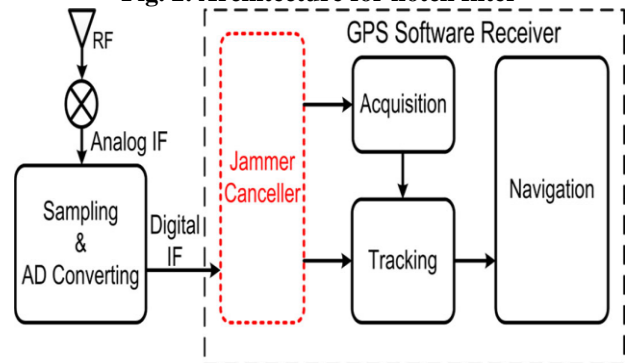 GPS Software Receiver
RF
Analog IF
Sampling
&
AD Converting
Digital
IF
Jammer
Canceller
Acquisition
Tracking
Navigation